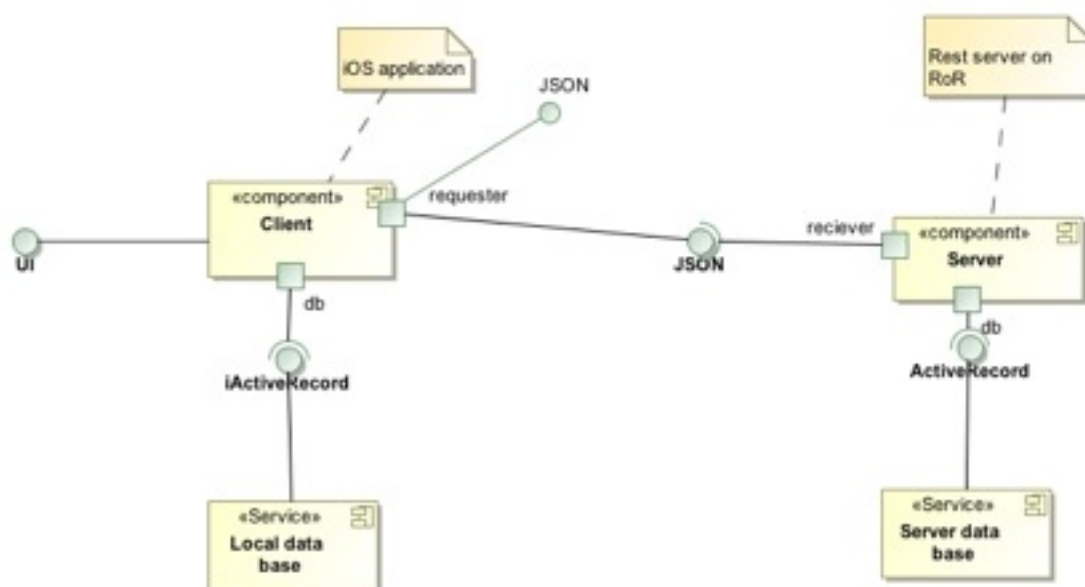 iOS application
Rest server on
RoR
JSON
«component»
Client
requester
reciever
«component»
Server
UI
JSON
db
db
iActiveRecord
ActiveRecord
«Service»
Local data
base
«Service»
Server data
base